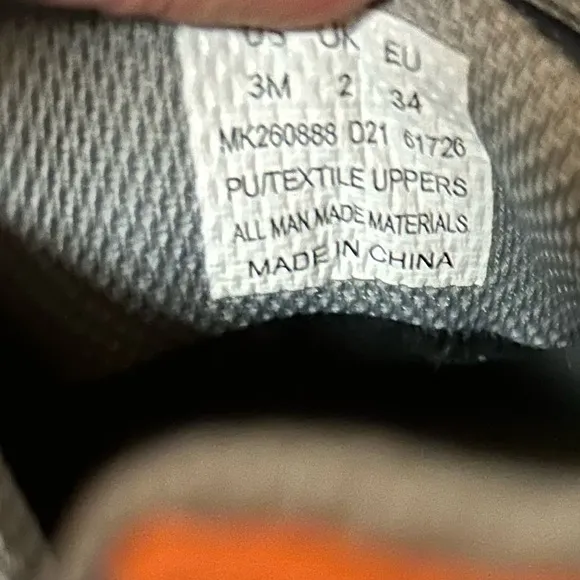 US UK EU
3M 2 34
MK260888 D21 61726
PU/TEXTILE UPPERS
ALL MAN MADE MATERIALS
MADE IN CHINA